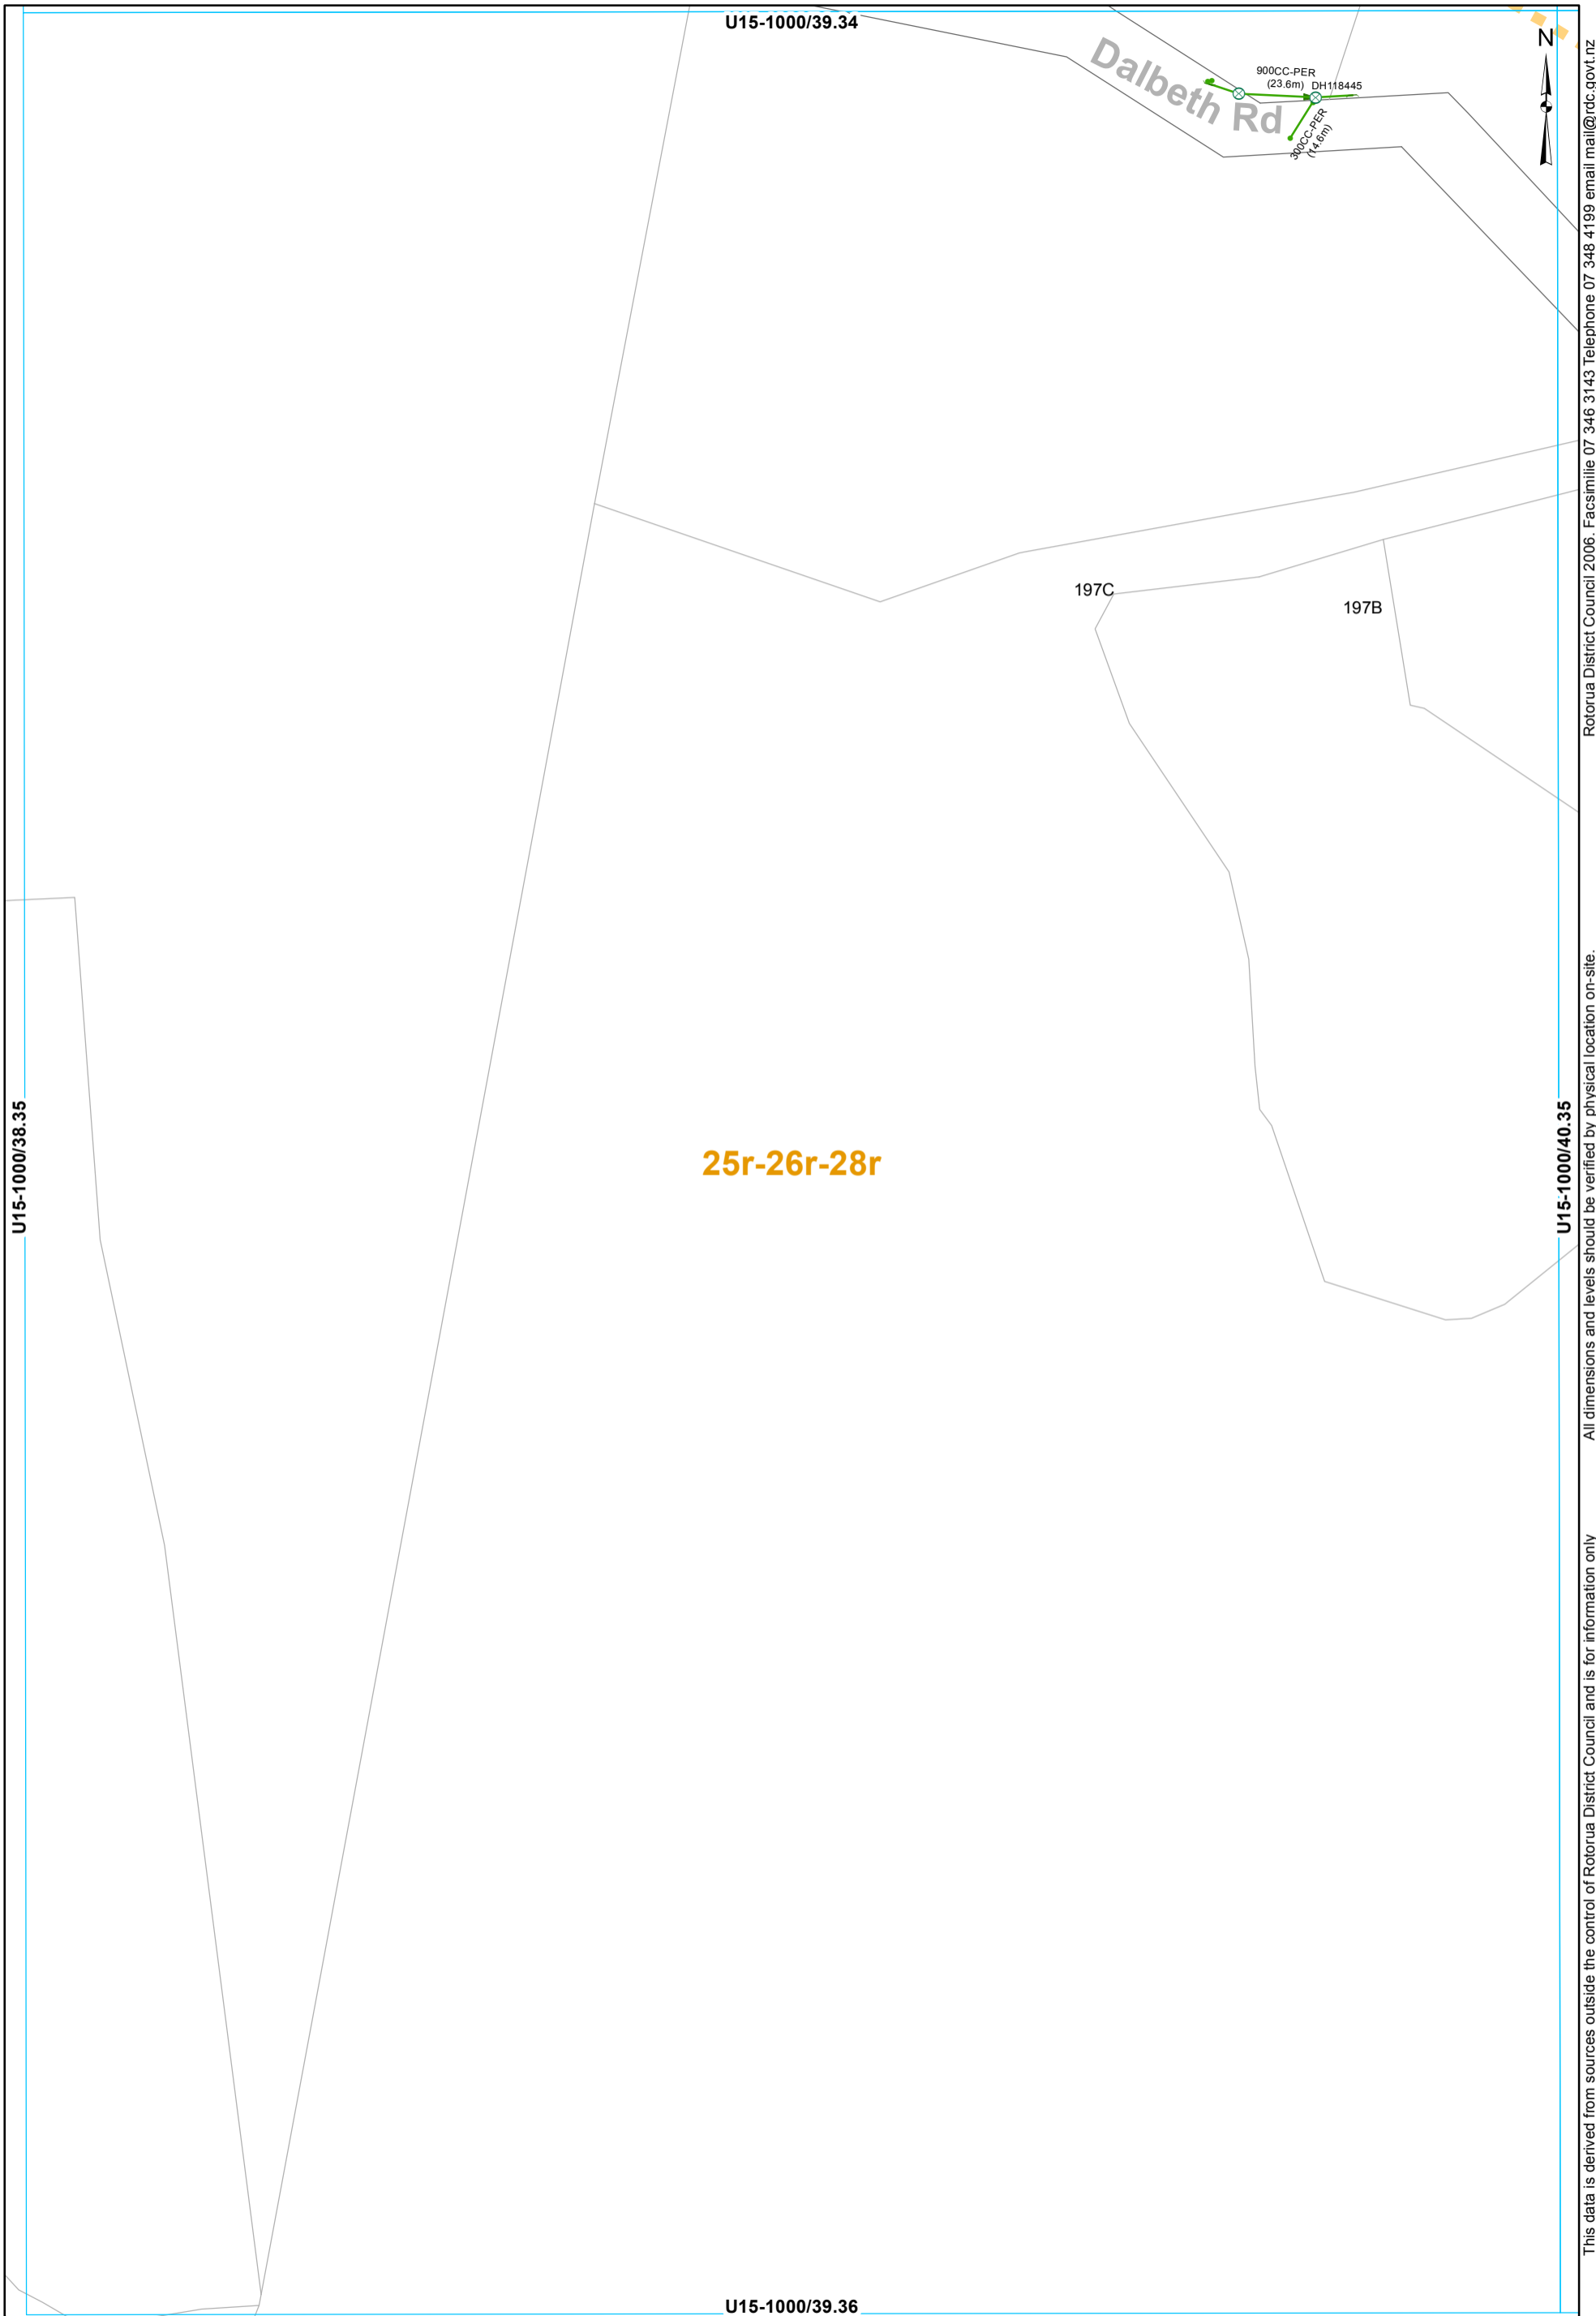 U15-1000/39.34
N
Dalbeth Rd
900CC-PER
(23.6m)
DH118445
300CC-PER
(14.6m)
197C
197B
U15-1000/38.35
25r-26r-28r
U15-1000/40.35
U15-1000/39.36
Rotorua District Council 2006. Facsimilie 07 346 3143 Telephone 07 348 4199 email mail@rdc.govt.nz
All dimensions and levels should be verified by physical location on-site.
This data is derived from sources outside the control of Rotorua District Council and is for information only